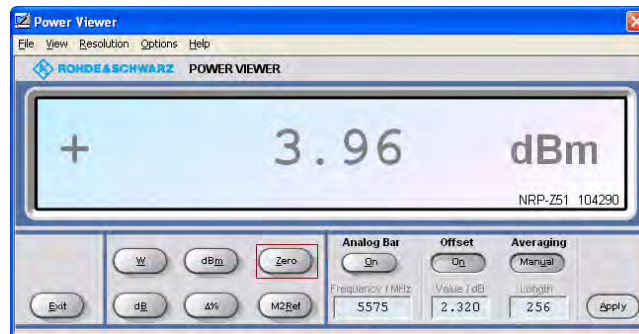 Power Viewer
File View Resolution Options Help
ROHDE&SCHWARZ POWER VIEWER
+ 3.96 dBm
NRP-Z51 104290
Analog Bar Offset Averaging
W dBm Zero On On Manual
Frequency / MHz Value / dB Length
Exit dB Δ% M2Ref 5575 2.320 256 Apply